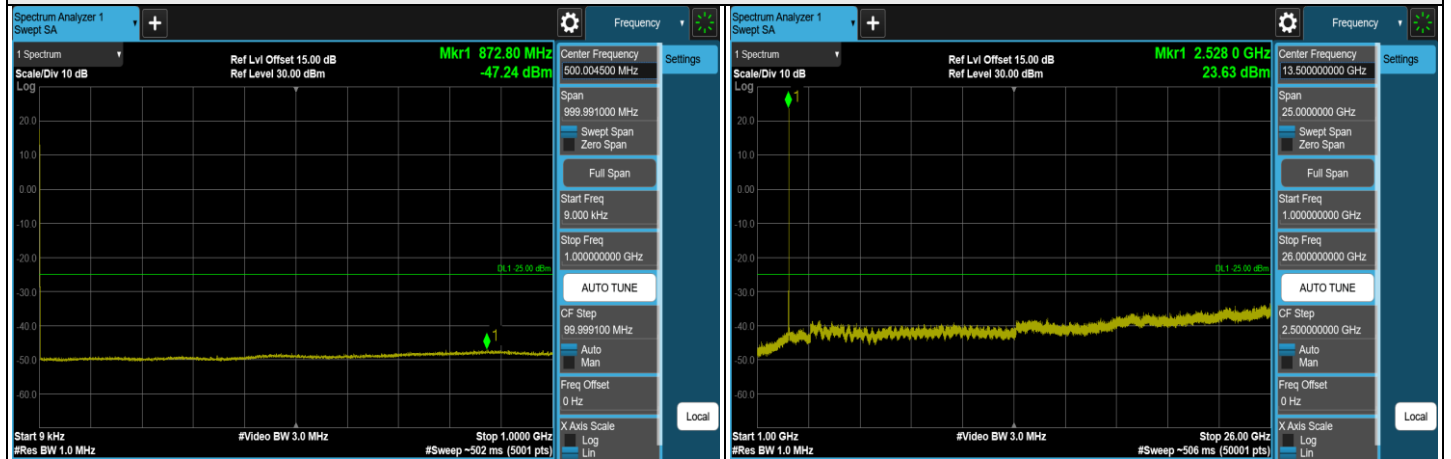 Spectrum Analyzer 1
Swept SA
+
Frequency
1 Spectrum
Scale/Div 10 dB
Log
Ref Lvl Offset 15.00 dB
Ref Level 30.00 dBm
Mkr1 872.80 MHz
-47.24 dBm
20.0
10.0
0.00
-10.0
-20.0
-30.0
-40.0
-50.0
-60.0
DL1 -25.00 dBm
1
Start 9 kHz
#Res BW 1.0 MHz
#Video BW 3.0 MHz
Stop 1.0000 GHz
#Sweep ~502 ms (5001 pts)
Center Frequency
500.004500 MHz
Span
999.991000 MHz
Swept Span
Zero Span
Full Span
Start Freq
9.000 kHz
Stop Freq
1.000000000 GHz
AUTO TUNE
CF Step
99.999100 MHz
Auto
Man
Freq Offset
0 Hz
X Axis Scale
Log
Lin
Settings
Local
Spectrum Analyzer 1
Swept SA
+
Frequency
1 Spectrum
Scale/Div 10 dB
Log
Ref Lvl Offset 15.00 dB
Ref Level 30.00 dBm
Mkr1 2.528 0 GHz
23.63 dBm
1
20.0
10.0
0.00
-10.0
-20.0
-30.0
-40.0
-50.0
-60.0
DL1 -25.00 dBm
Start 1.00 GHz
#Res BW 1.0 MHz
#Video BW 3.0 MHz
Stop 26.00 GHz
#Sweep ~506 ms (50001 pts)
Center Frequency
13.500000000 GHz
Span
25.0000000 GHz
Swept Span
Zero Span
Full Span
Start Freq
1.000000000 GHz
Stop Freq
26.000000000 GHz
AUTO TUNE
CF Step
2.500000000 GHz
Auto
Man
Freq Offset
0 Hz
X Axis Scale
Log
Lin
Settings
Local